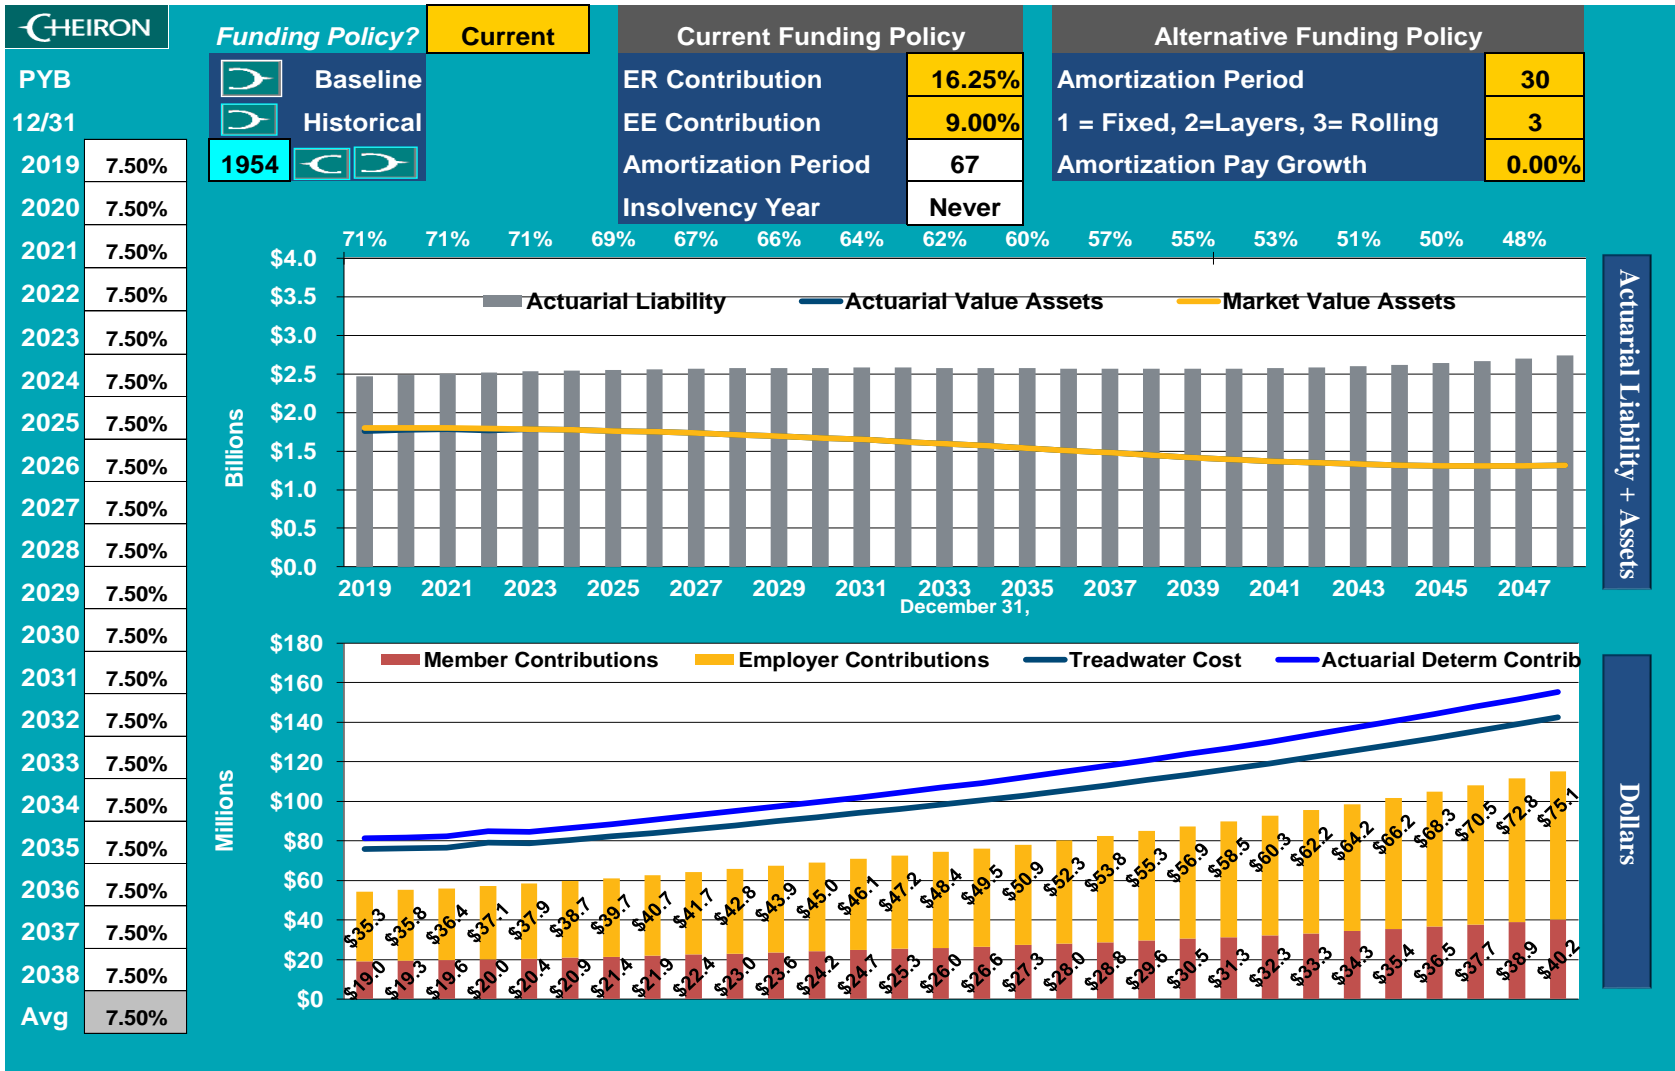 CHEIRON
Funding Policy? Current
Current Funding Policy
Alternative Funding Policy
PYB
Baseline
ER Contribution 16.25%
Amortization Period 30
12/31
Historical
EE Contribution 9.00%
1 = Fixed, 2=Layers, 3= Rolling 3
2019 7.50%
1954
Amortization Period 67
Amortization Pay Growth 0.00%
2020 7.50%
Insolvency Year Never
2021 7.50%
2022 7.50%
2023 7.50%
2024 7.50%
2025 7.50%
2026 7.50%
2027 7.50%
2028 7.50%
2029 7.50%
2030 7.50%
2031 7.50%
2032 7.50%
2033 7.50%
2034 7.50%
2035 7.50%
2036 7.50%
2037 7.50%
2038 7.50%
Avg 7.50%
71% 71% 71% 69% 67% 66% 64% 62% 60% 57% 55% 53% 51% 50% 48%
Actuarial Liability Actuarial Value Assets Market Value Assets
$4.0
$3.5
$3.0
$2.5
$2.0
$1.5
$1.0
$0.5
$0.0
Billions
2019 2021 2023 2025 2027 2029 2031 2033 2035 2037 2039 2041 2043 2045 2047
December 31,
Actuarial Liability + Assets
Member Contributions Employer Contributions Treadwater Cost Actuarial Determ Contrib
$180
$160
$140
$120
$100
$80
$60
$40
$20
$0
Millions
$35.3 $35.8 $36.4 $37.1 $37.9 $38.7 $39.7 $40.7 $41.7 $42.8 $43.9 $45.0 $46.1 $47.2 $48.4 $49.5 $50.9 $52.3 $53.8 $55.3 $56.9 $58.5 $60.3 $62.2 $64.2 $66.2 $68.3 $70.5 $72.8 $75.1
$19.0 $19.3 $19.6 $20.0 $20.4 $20.9 $21.4 $21.9 $22.4 $23.0 $23.6 $24.2 $24.7 $25.3 $26.0 $26.6 $27.3 $28.0 $28.8 $29.6 $30.5 $31.3 $32.3 $33.3 $34.3 $35.4 $36.5 $37.7 $38.9 $40.2
Dollars